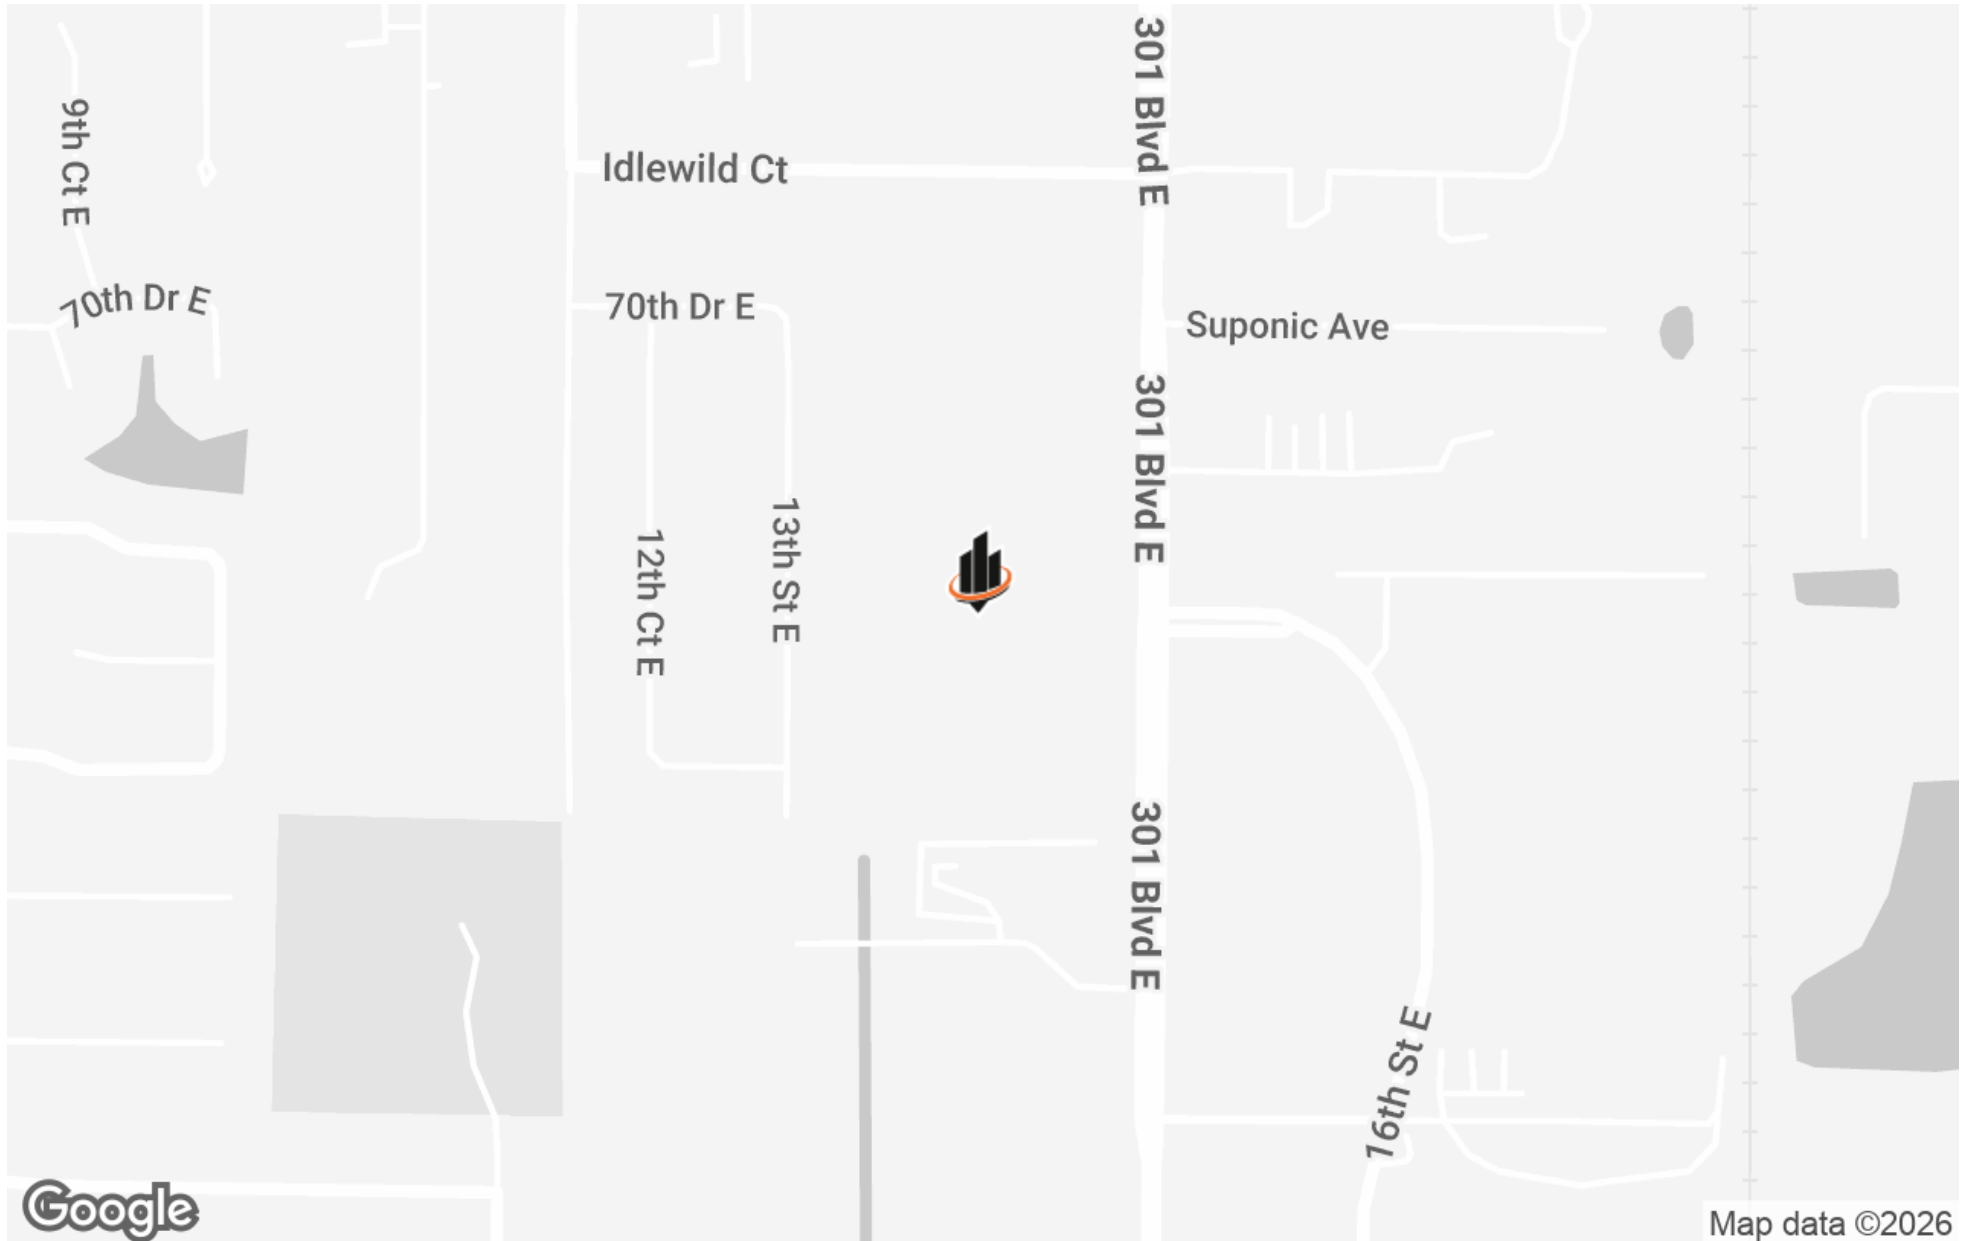 301 Blvd E
9th Ct E
Idlewild Ct
70th Dr E
70th Dr E
Suponic Ave
301 Blvd E
13th St E
12th Ct E
301 Blvd E
16th St E
Google
Map data ©2026